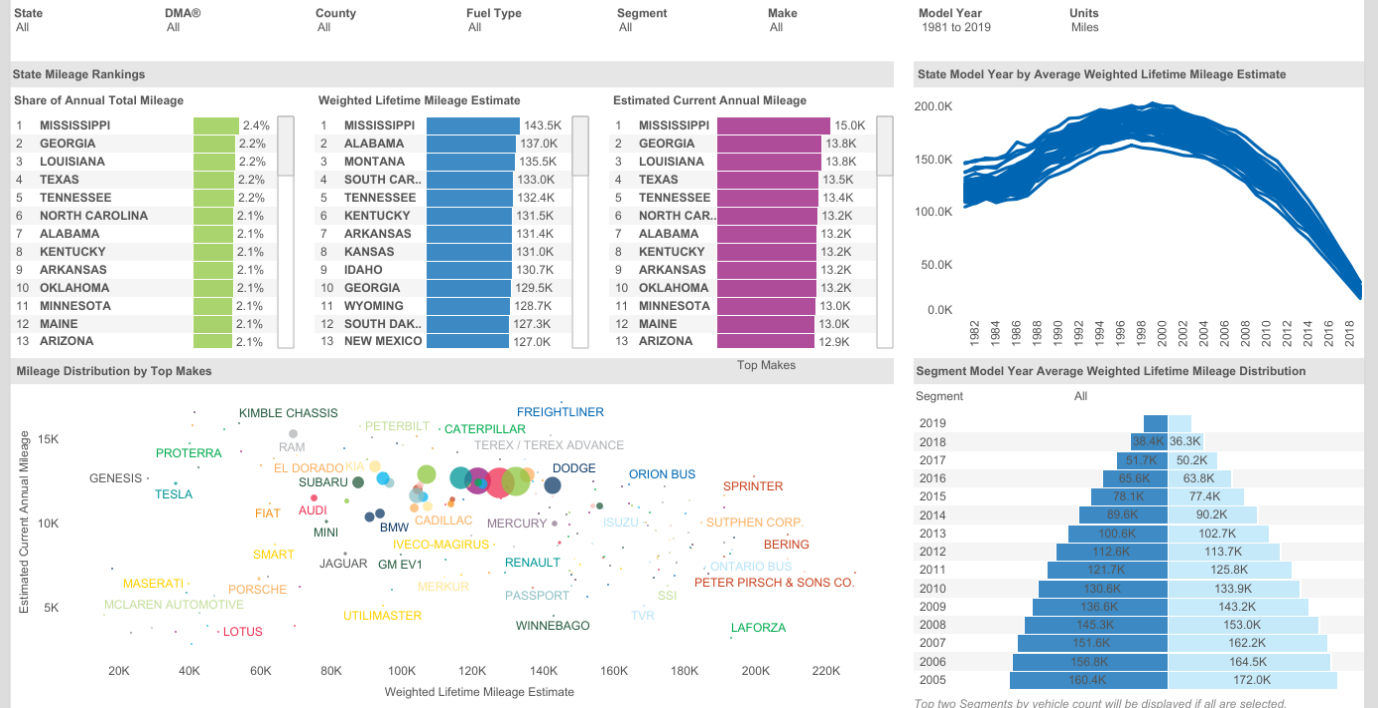 State DMA® County Fuel Type Segment Make Model Year Units
All All All All All All 1981 to 2019 Miles
State Mileage Rankings
Share of Annual Total Mileage
1 MISSISSIPPI 2.4%
2 GEORGIA 2.2%
3 LOUISIANA 2.2%
4 TEXAS 2.2%
5 TENNESSEE 2.2%
6 NORTH CAROLINA 2.1%
7 ALABAMA 2.1%
8 KENTUCKY 2.1%
9 ARKANSAS 2.1%
10 OKLAHOMA 2.1%
11 MINNESOTA 2.1%
12 MAINE 2.1%
13 ARIZONA 2.1%
Weighted Lifetime Mileage Estimate
1 MISSISSIPPI 143.5K
2 ALABAMA 137.0K
3 MONTANA 135.5K
4 SOUTH CAR.. 133.0K
5 TENNESSEE 132.4K
6 KENTUCKY 131.5K
7 ARKANSAS 131.4K
8 KANSAS 131.0K
9 IDAHO 130.7K
10 GEORGIA 129.5K
11 WYOMING 128.7K
12 SOUTH DAK.. 127.3K
13 NEW MEXICO 127.0K
Estimated Current Annual Mileage
1 MISSISSIPPI 15.0K
2 GEORGIA 13.8K
3 LOUISIANA 13.8K
4 TEXAS 13.5K
5 TENNESSEE 13.4K
6 NORTH CAR.. 13.2K
7 ALABAMA 13.2K
8 KENTUCKY 13.2K
9 ARKANSAS 13.2K
10 OKLAHOMA 13.2K
11 MINNESOTA 13.0K
12 MAINE 13.0K
13 ARIZONA 12.9K
State Model Year by Average Weighted Lifetime Mileage Estimate
200.0K
150.0K
100.0K
50.0K
0.0K
1982 1984 1986 1988 1990 1992 1994 1996 1998 2000 2002 2004 2006 2008 2010 2012 2014 2016 2018
Mileage Distribution by Top Makes
Top Makes
Estimated Current Annual Mileage
15K
10K
5K
KIMBLE CHASSIS
FREIGHTLINER
PETERBILT
CATERPILLAR
RAM
TEREX / TEREX ADVANCE
PROTERRA
EL DORADO
KIA
DODGE
GENESIS
SUBARU
ORION BUS
TESLA
SPRINTER
FIAT
AUDI
MINI
BMW
CADILLAC
MERCURY
ISUZU
SUTPHEN CORP.
SMART
IVECO-MAGIRUS
BERING
JAGUAR
GM EV1
RENAULT
ONTARIO BUS
MASERATI
PORSCHE
MERKUR
PASSPORT
SSI
PETER PIRSCH & SONS CO.
MCLAREN AUTOMOTIVE
UTILIMASTER
TVR
LOTUS
WINNEBAGO
LAFORZA
20K 40K 60K 80K 100K 120K 140K 160K 180K 200K 220K
Weighted Lifetime Mileage Estimate
Segment Model Year Average Weighted Lifetime Mileage Distribution
Segment All
2019
2018 38.4K 36.3K
2017 51.7K 50.2K
2016 65.6K 63.8K
2015 78.1K 77.4K
2014 89.6K 90.2K
2013 100.6K 102.7K
2012 112.6K 113.7K
2011 121.7K 125.8K
2010 130.6K 133.9K
2009 136.6K 143.2K
2008 145.3K 153.0K
2007 151.6K 162.2K
2006 156.8K 164.5K
2005 160.4K 172.0K
Top two Segments by vehicle count will be displayed if all are selected.